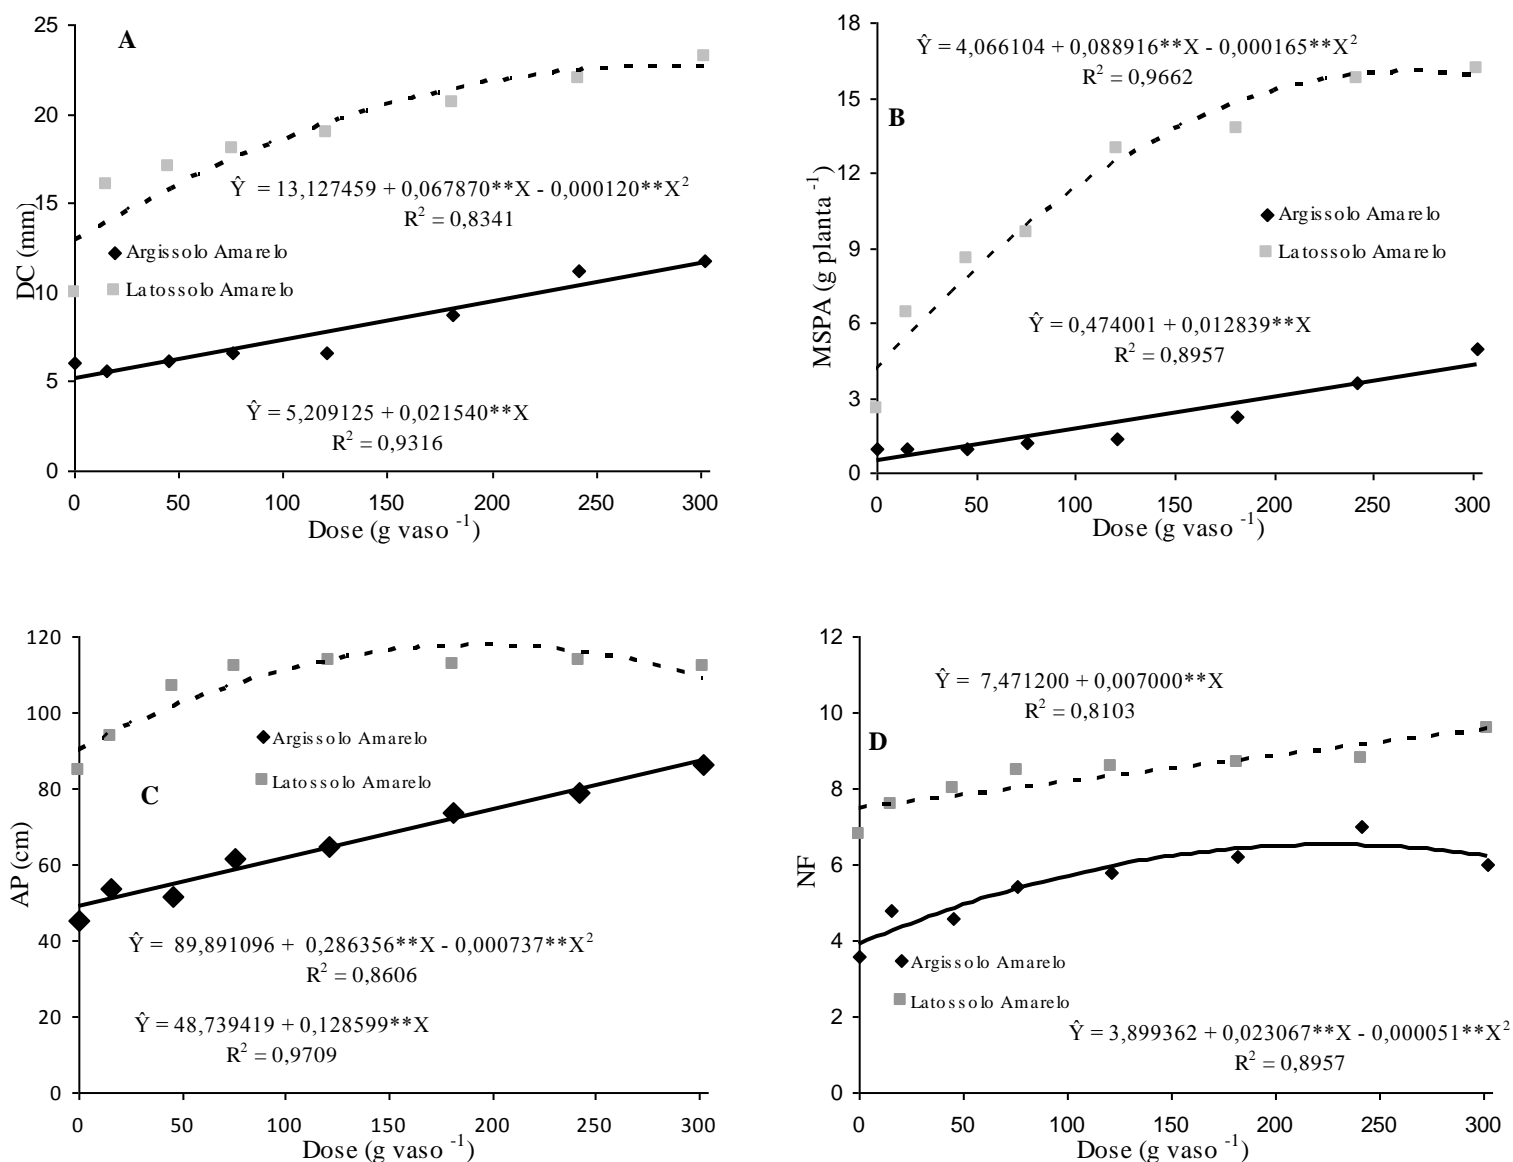 A
25
20
15
10
5
0
DC (mm)
Ŷ = 13,127459 + 0,067870**X - 0,000120**X²
R² = 0,8341
Argissolo Amarelo
Latossolo Amarelo
Ŷ = 5,209125 + 0,021540**X
R² = 0,9316
0 50 100 150 200 250 300
Dose (g vaso ⁻¹)
B
18
15
12
9
6
3
0
MSPA (g planta ⁻¹)
Ŷ = 4,066104 + 0,088916**X - 0,000165**X²
R² = 0,9662
Argissolo Amarelo
Latossolo Amarelo
Ŷ = 0,474001 + 0,012839**X
R² = 0,8957
0 50 100 150 200 250 300
Dose (g vaso ⁻¹)
C
120
100
80
60
40
20
0
AP (cm)
Argissolo Amarelo
Latossolo Amarelo
Ŷ = 89,891096 + 0,286356**X - 0,000737**X²
R² = 0,8606
Ŷ = 48,739419 + 0,128599**X
R² = 0,9709
0 50 100 150 200 250 300
Dose (g vaso ⁻¹)
D
12
10
8
6
4
2
0
NF
Ŷ = 7,471200 + 0,007000**X
R² = 0,8103
Argissolo Amarelo
Latossolo Amarelo
Ŷ = 3,899362 + 0,023067**X - 0,000051**X²
R² = 0,8957
0 50 100 150 200 250 300
Dose (g vaso ⁻¹)